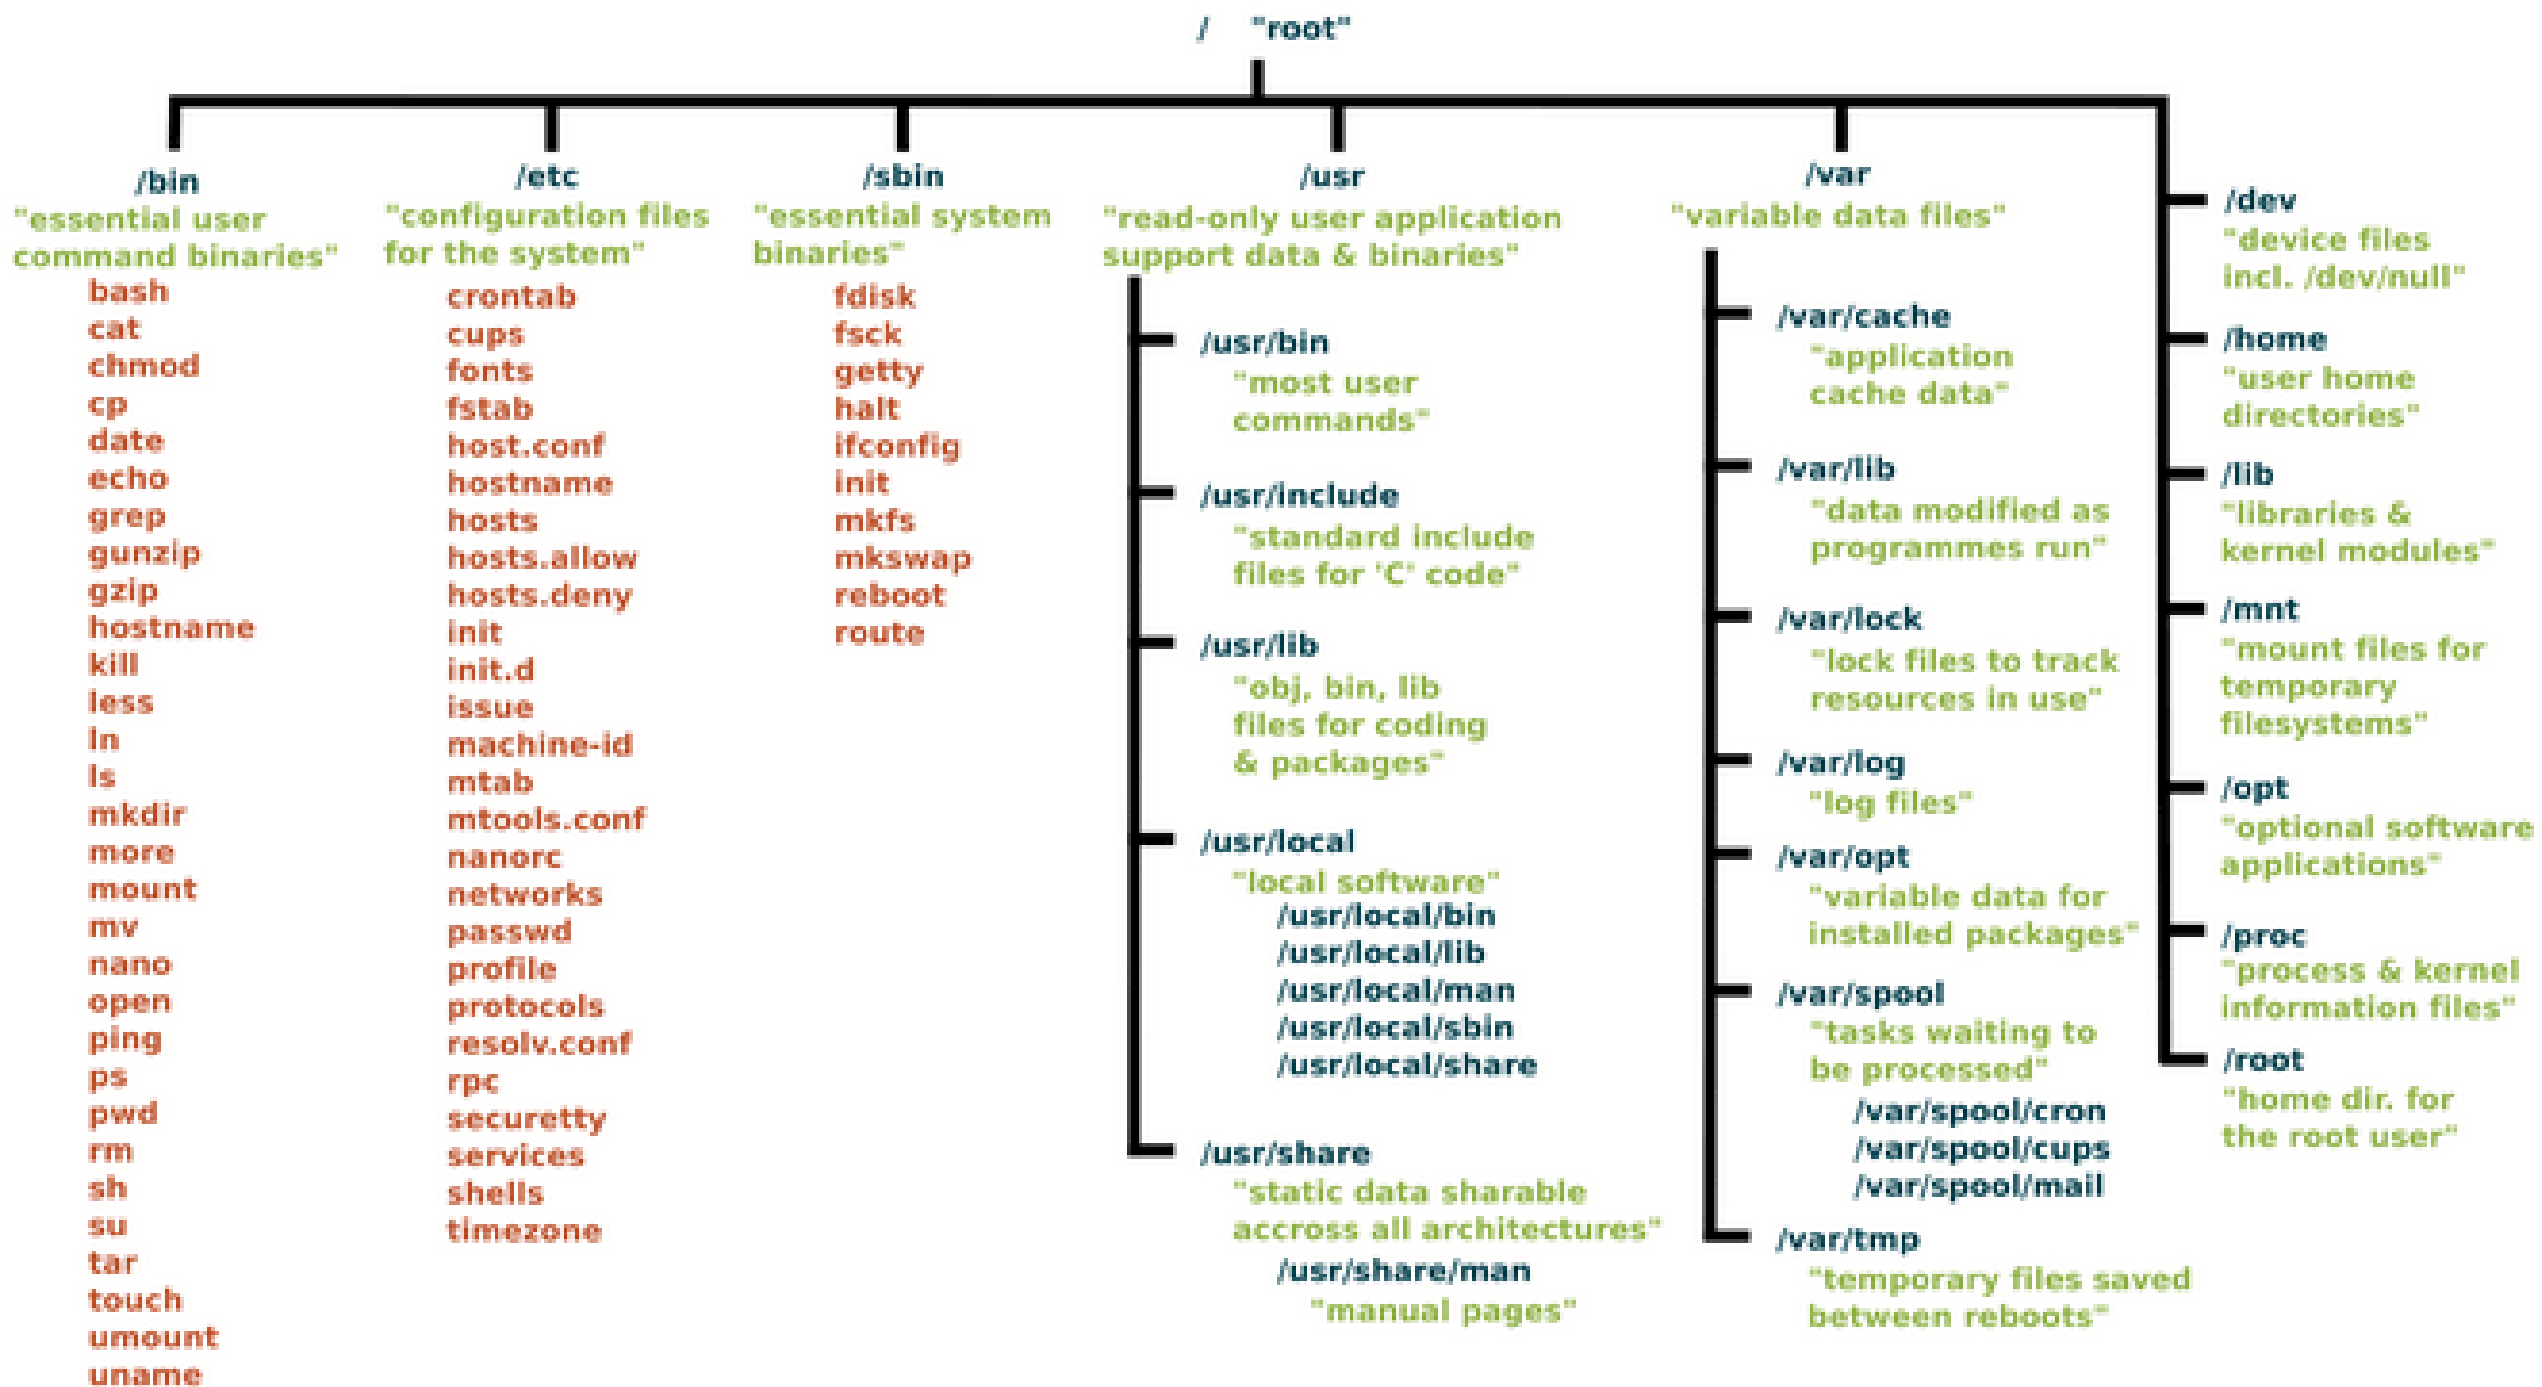 / "root"
/bin
"essential user
command binaries"
bash
cat
chmod
cp
date
echo
grep
gunzip
gzip
hostname
kill
less
ln
ls
mkdir
more
mount
mv
nano
open
ping
ps
pwd
rm
sh
su
tar
touch
umount
uname
/etc
"configuration files
for the system"
crontab
cups
fonts
fstab
host.conf
hostname
hosts
hosts.allow
hosts.deny
init
init.d
issue
machine-id
mtab
mtools.conf
nanorc
networks
passwd
profile
protocols
resolv.conf
rpc
securetty
services
shells
timezone
/sbin
"essential system
binaries"
fdisk
fsck
getty
halt
ifconfig
init
mkfs
mkswap
reboot
route
/usr
"read-only user application
support data & binaries"
/usr/bin
"most user
commands"
/usr/include
"standard include
files for 'C' code"
/usr/lib
"obj, bin, lib
files for coding
& packages"
/usr/local
"local software"
/usr/local/bin
/usr/local/lib
/usr/local/man
/usr/local/sbin
/usr/local/share
/usr/share
"static data sharable
accross all architectures"
/usr/share/man
"manual pages"
/var
"variable data files"
/var/cache
"application
cache data"
/var/lib
"data modified as
programmes run"
/var/lock
"lock files to track
resources in use"
/var/log
"log files"
/var/opt
"variable data for
installed packages"
/var/spool
"tasks waiting to
be processed"
/var/spool/cron
/var/spool/cups
/var/spool/mail
/var/tmp
"temporary files saved
between reboots"
/dev
"device files
incl. /dev/null"
/home
"user home
directories"
/lib
"libraries &
kernel modules"
/mnt
"mount files for
temporary
filesystems"
/opt
"optional software
applications"
/proc
"process & kernel
information files"
/root
"home dir. for
the root user"